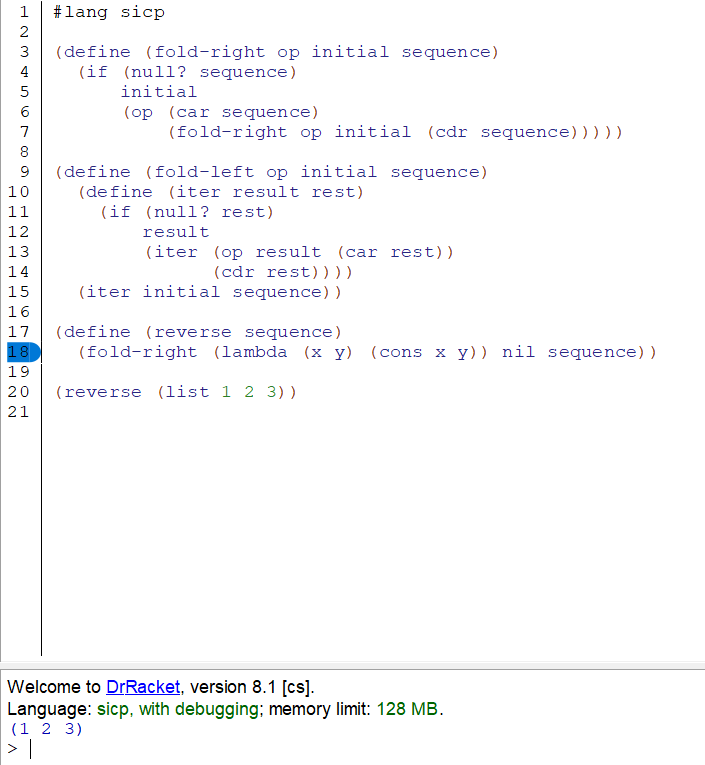 1 #lang sicp
2
3 (define (fold-right op initial sequence)
4   (if (null? sequence)
5       initial
6       (op (car sequence)
7           (fold-right op initial (cdr sequence)))))
8
9 (define (fold-left op initial sequence)
10   (define (iter result rest)
11     (if (null? rest)
12         result
13         (iter (op result (car rest))
14               (cdr rest))))
15   (iter initial sequence))
16
17 (define (reverse sequence)
18   (fold-right (lambda (x y) (cons x y)) nil sequence))
19
20 (reverse (list 1 2 3))
21
Welcome to DrRacket, version 8.1 [cs].
Language: sicp, with debugging; memory limit: 128 MB.
(1 2 3)
>